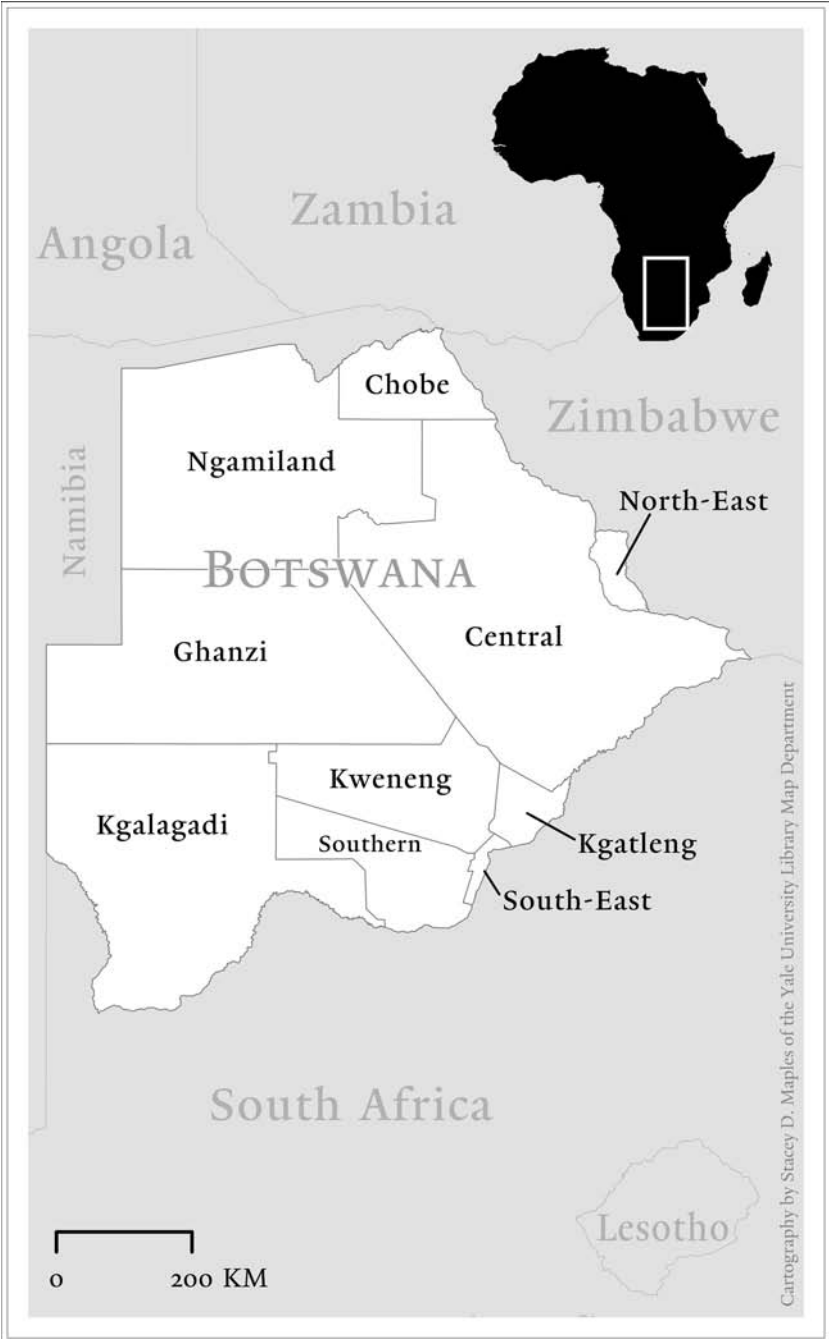 Zambia
Angola
Chobe
Zimbabwe
Ngamiland
Namibia
North-East
BOTSWANA
Central
Ghanzi
Kweneng
Kgalagadi
Southern
Kgatleng
South-East
South Africa
Lesotho
0 200 KM
Cartography by Stacey D. Maples of the Yale University Library Map Department